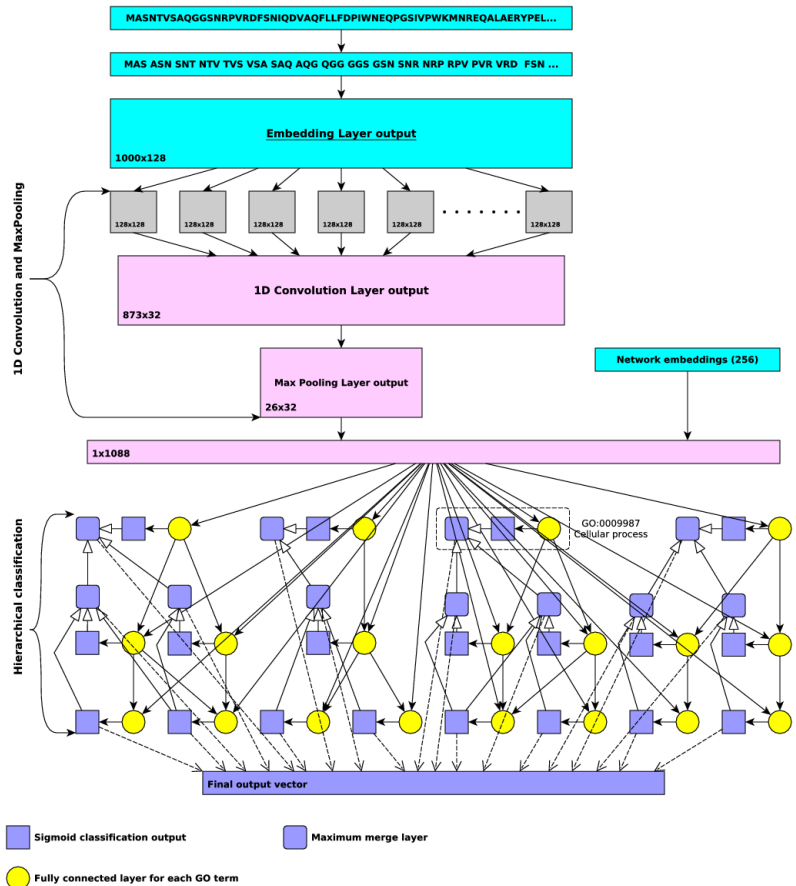 MASNTVSAQGGSNRPVRDFSNIQDVAQFLLFDPIWNEQPGSIVPWKMNREQALAERYPEL...
MAS ASN SNT NTV TVS VSA SAQ AQG QGG GGS GSN SNR NRP RPV PVR VRD FSN ...
Embedding Layer output
1000x128
128x128
128x128
128x128
128x128
128x128
. . . . . . .
128x128
1D Convolution and MaxPooling
1D Convolution Layer output
873x32
Max Pooling Layer output
26x32
Network embeddings (256)
1x1088
Hierarchical classification
GO:0009987
Cellular process
Final output vector
Sigmoid classification output
Maximum merge layer
Fully connected layer for each GO term